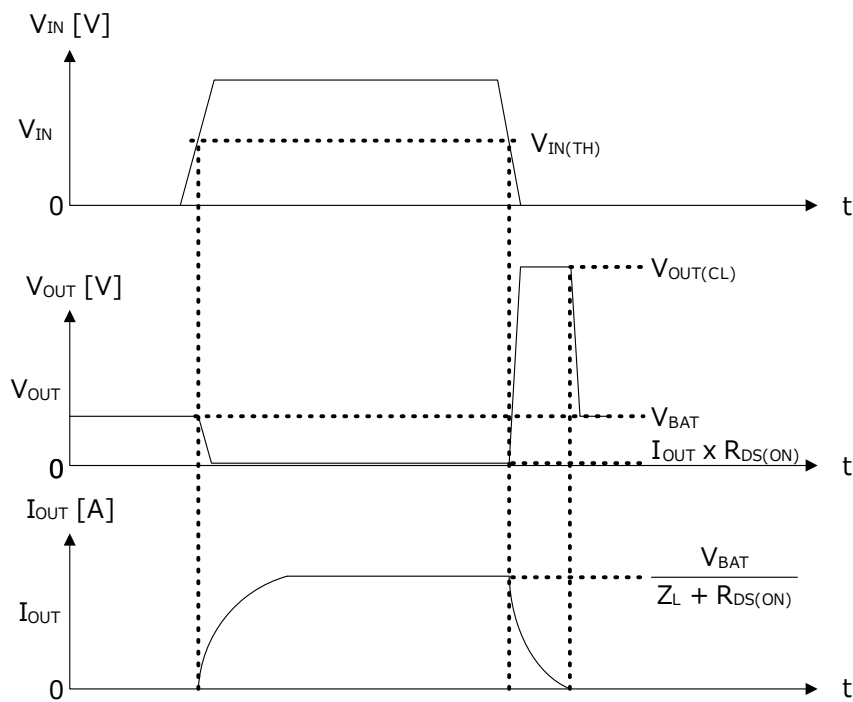 VIN [V]
VIN
VIN(TH)
0
t
VOUT [V]
VOUT(CL)
VOUT
VBAT
IOUT x RDS(ON)
0
t
IOUT [A]
VBAT
ZL + RDS(ON)
IOUT
0
t